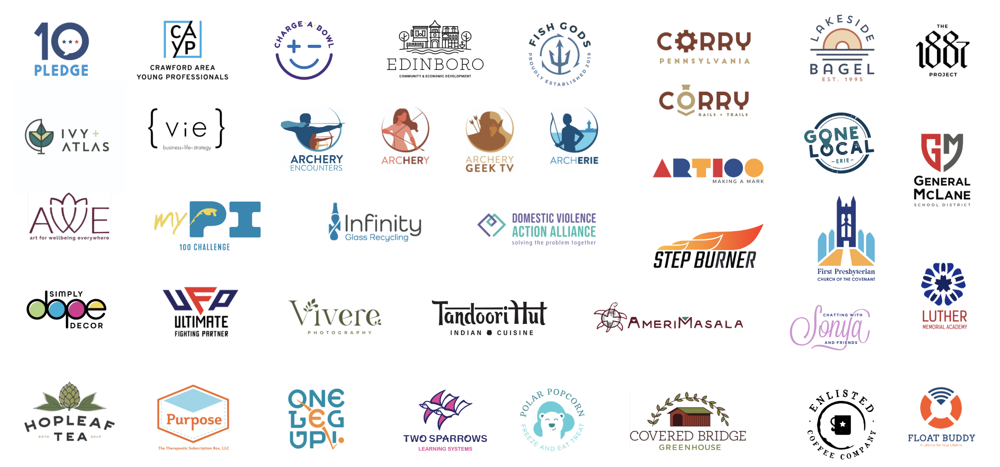 10
PLEDGE
CA
YP
CRAWFORD AREA
YOUNG PROFESSIONALS
CHARGE·A·BOWL
EDINBORO
EDINBORO
COMMUNITY & ECONOMIC DEVELOPMENT
FISH GODS
PROUDLY ESTABLISHED 2019
CORRY
PENNSYLVANIA
LAKESIDE
BAGEL
EST. 1995
THE
1887
PROJECT
CORRY
RAILS + TRAILS
IVY +
ATLAS
{ vie }
business·life·strategy
ARCHERY
ENCOUNTERS
ARCHERY
ARCHERY
GEEK TV
ARCHERIE
ART100
MAKING A MARK
GONE
LOCAL
–ERIE–
GM
GENERAL
MCLANE
SCHOOL DISTRICT
AWE
art for wellbeing everywhere
my PI
100 CHALLENGE
Infinity
Glass Recycling
DOMESTIC VIOLENCE
ACTION ALLIANCE
solving the problem together
STEP BURNER
First Presbyterian
CHURCH OF THE COVENANT
SIMPLY
dope
DECOR
UFP
ULTIMATE
FIGHTING PARTNER
Vivere
PHOTOGRAPHY
Tandoori Hut
INDIAN CUISINE
AMERIMASALA
CHATTING WITH
Sonya
AND FRIENDS
LUTHER
MEMORIAL ACADEMY
HOPLEAF
ESTD TEA 2019
Purpose
The Therapeutic Subscription Box, LLC
ONE
LEG
UP!
TWO SPARROWS
LEARNING SYSTEMS
POLAR POPCORN
FREEZE AND EAT TREAT
COVERED BRIDGE
GREENHOUSE
· ENLISTED ·
COFFEE COMPANY
FLOAT BUDDY
A Lifeline for Your Lifeline